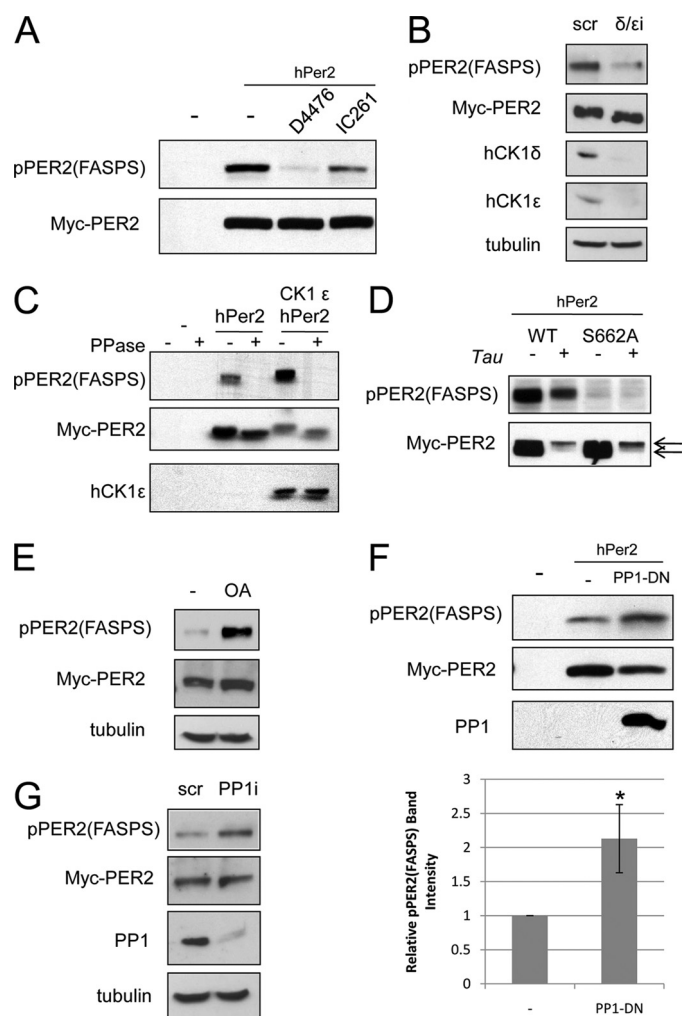 A
hPer2
- - D4476 IC261
pPER2(FASPS)
Myc-PER2
B
scr δ/εi
pPER2(FASPS)
Myc-PER2
hCK1δ
hCK1ε
tubulin
C
CK1 ε
- hPer2 hPer2
PPase - + - + - +
pPER2(FASPS)
Myc-PER2
hCK1ε
D
hPer2
WT S662A
Tau - + - +
pPER2(FASPS)
Myc-PER2
E
- OA
pPER2(FASPS)
Myc-PER2
tubulin
F
hPer2
- - PP1-DN
pPER2(FASPS)
Myc-PER2
PP1
Relative pPER2(FASPS) Band
Intensity
3
2.5
2
1.5
1
0.5
0
*
- PP1-DN
G
scr PP1i
pPER2(FASPS)
Myc-PER2
PP1
tubulin